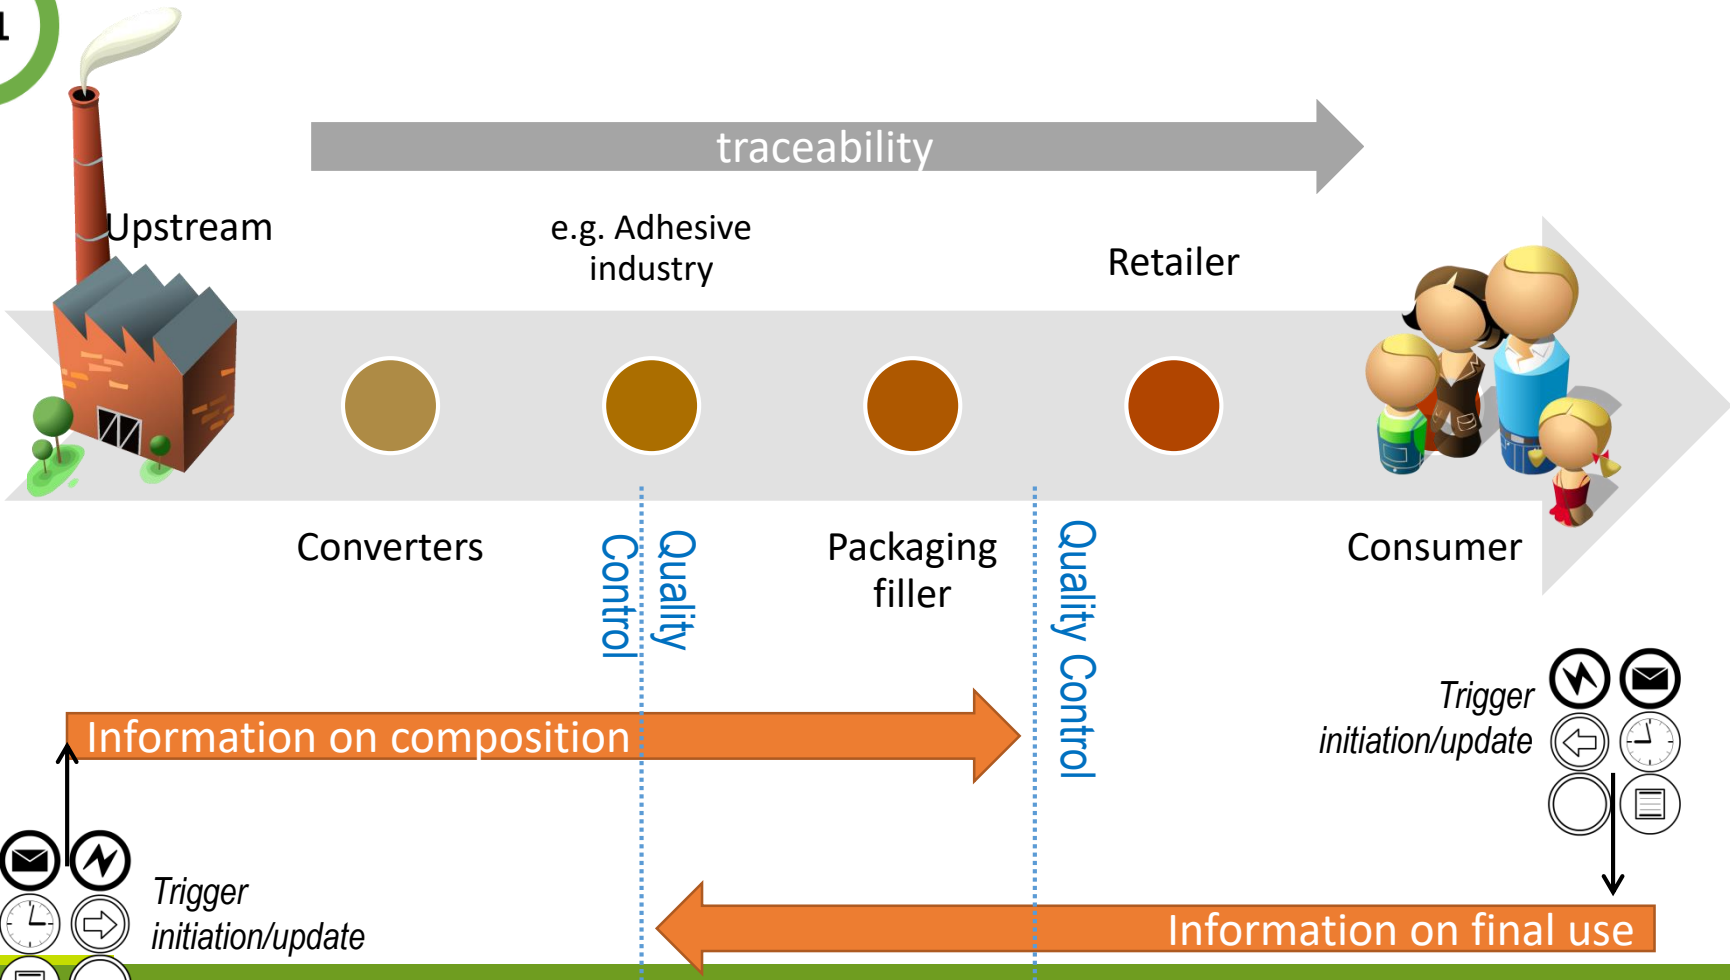 1
traceability
Upstream
e.g. Adhesive
industry
Retailer
Converters
Quality
Control
Packaging
filler
Quality Control
Consumer
Information on composition
Trigger
initiation/update
Trigger
initiation/update
Information on final use